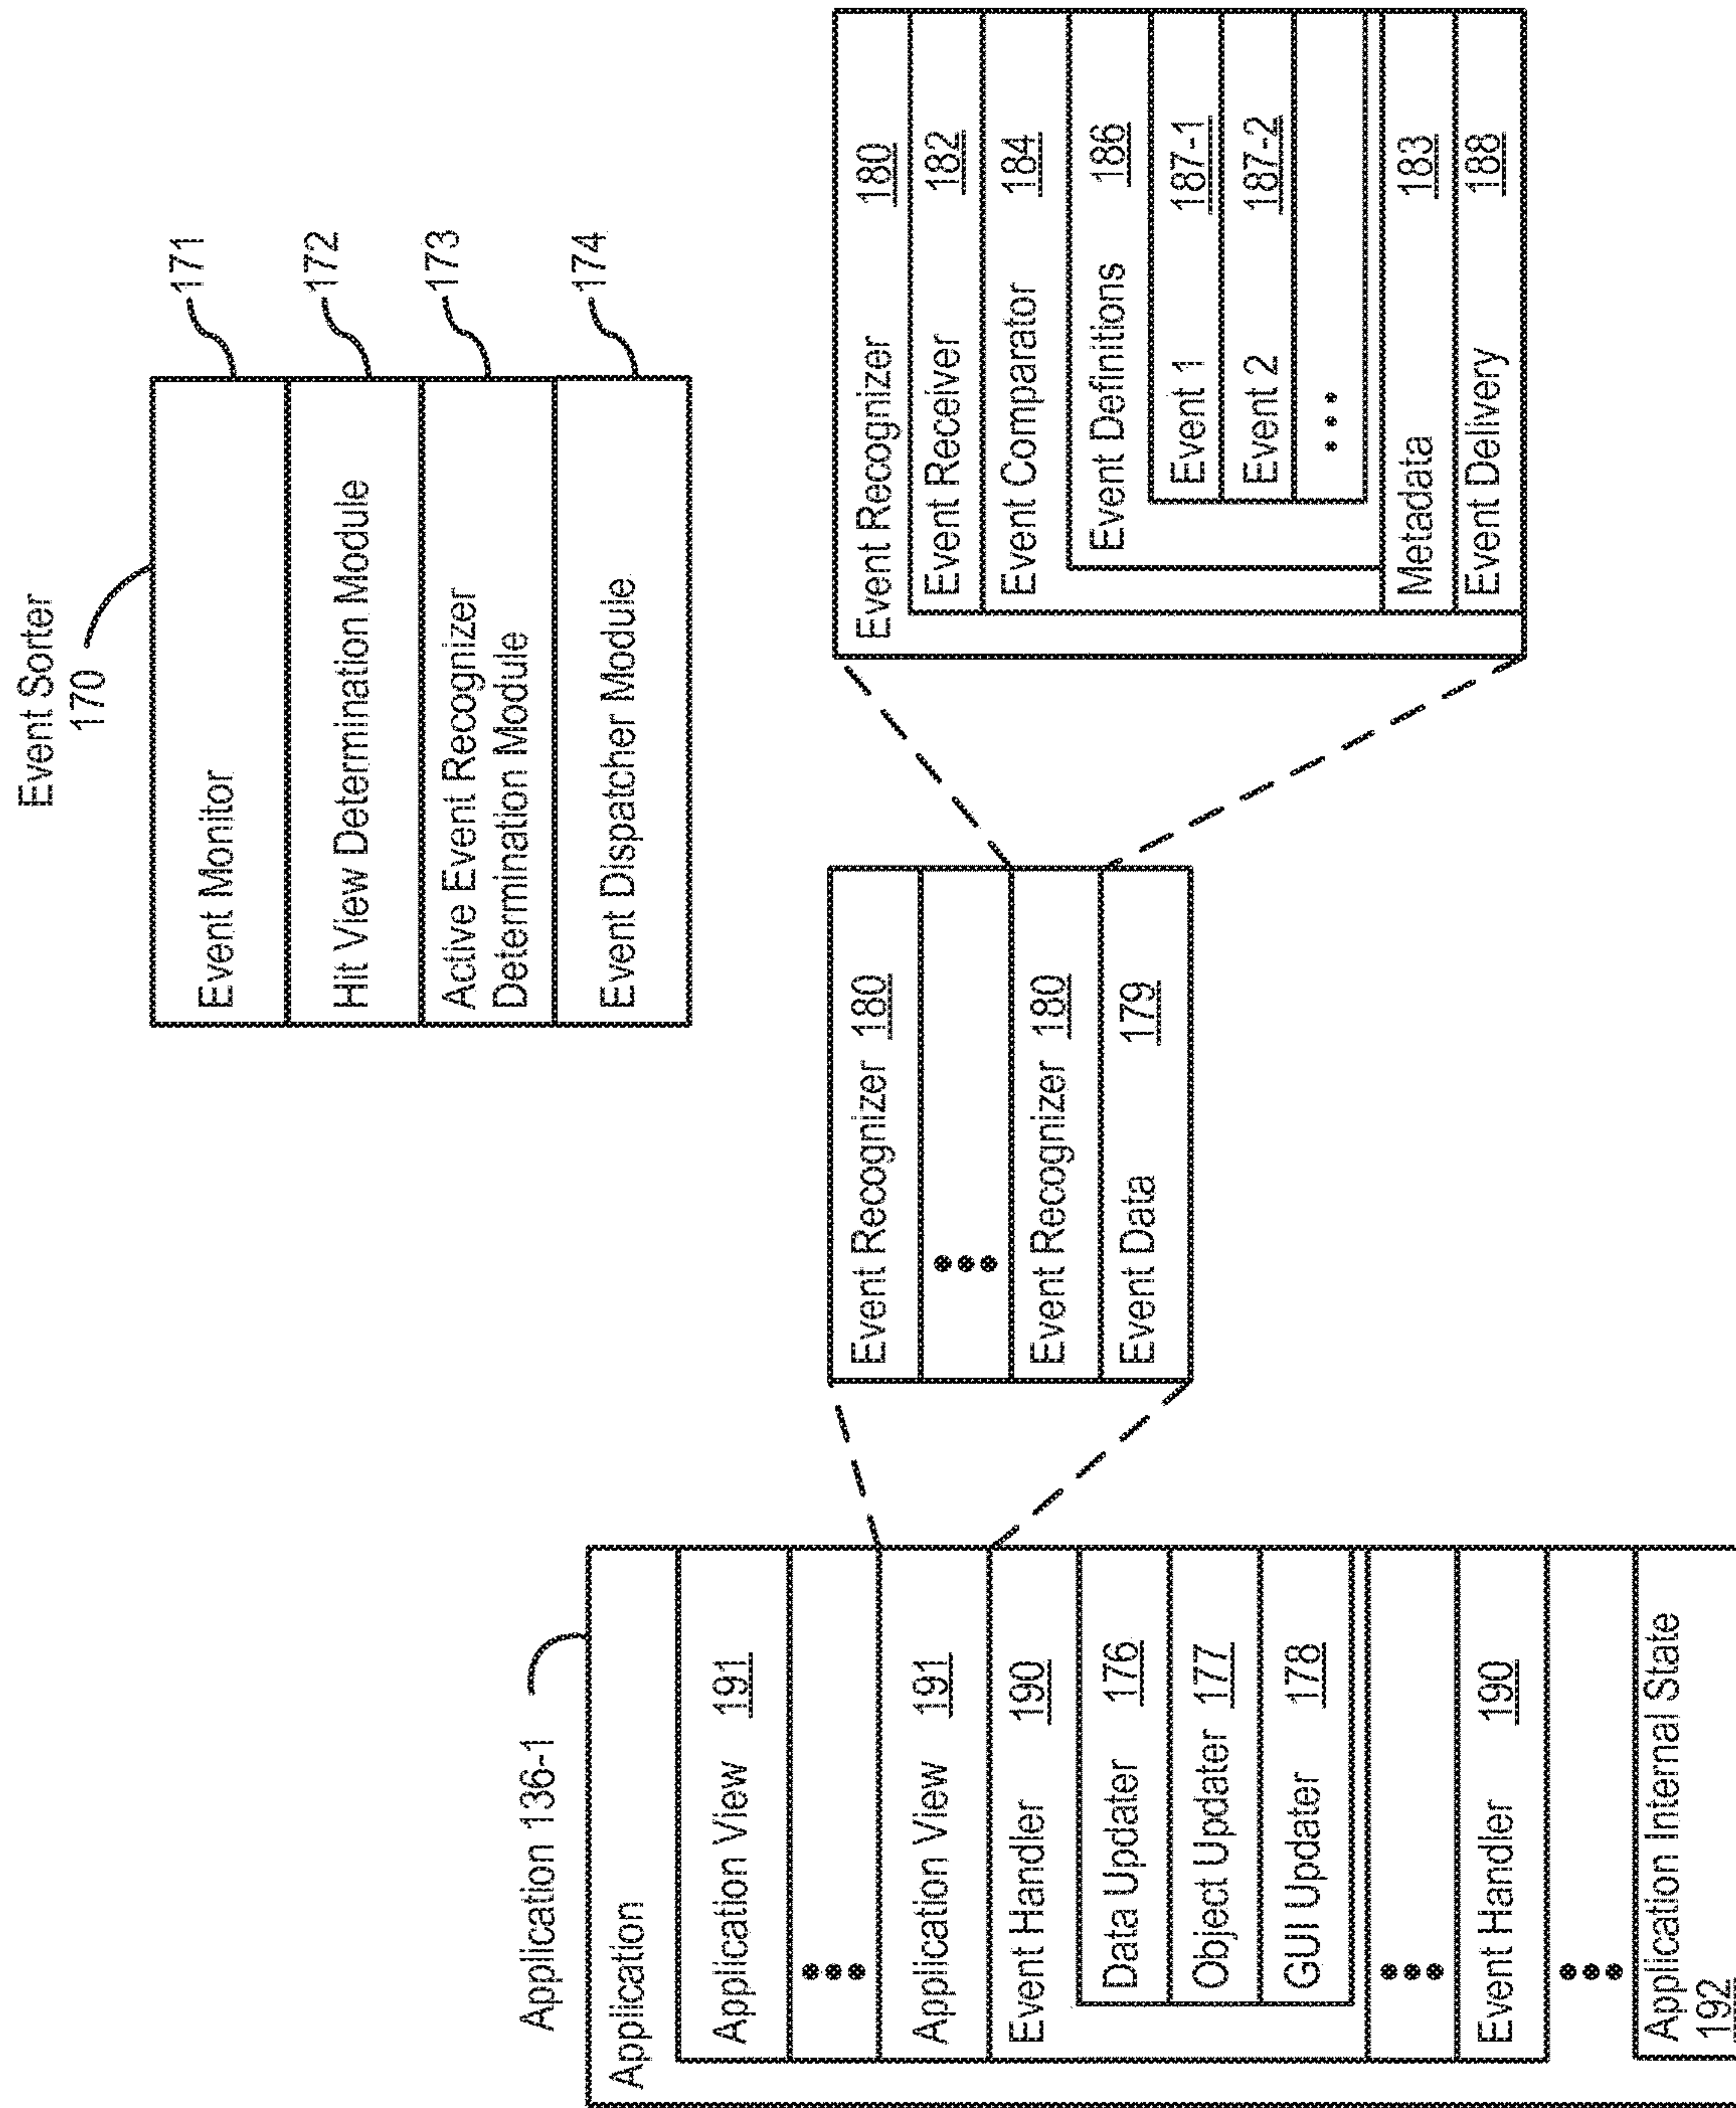 Event Sorter
170
Event Monitor
171
Hit View Determination Module
172
Active Event Recognizer
Determination Module
173
Event Dispatcher Module
174
Application 136-1
Application
Application View 191
•••
Application View 191
Event Handler 190
Data Updater 176
Object Updater 177
GUI Updater 178
•••
Event Handler 190
•••
Application Internal State
192
Event Recognizer 180
•••
Event Recognizer 180
Event Data 179
Event Recognizer 180
Event Receiver 182
Event Comparator 184
Event Definitions 186
Event 1 187-1
Event 2 187-2
•••
Metadata 183
Event Delivery 188